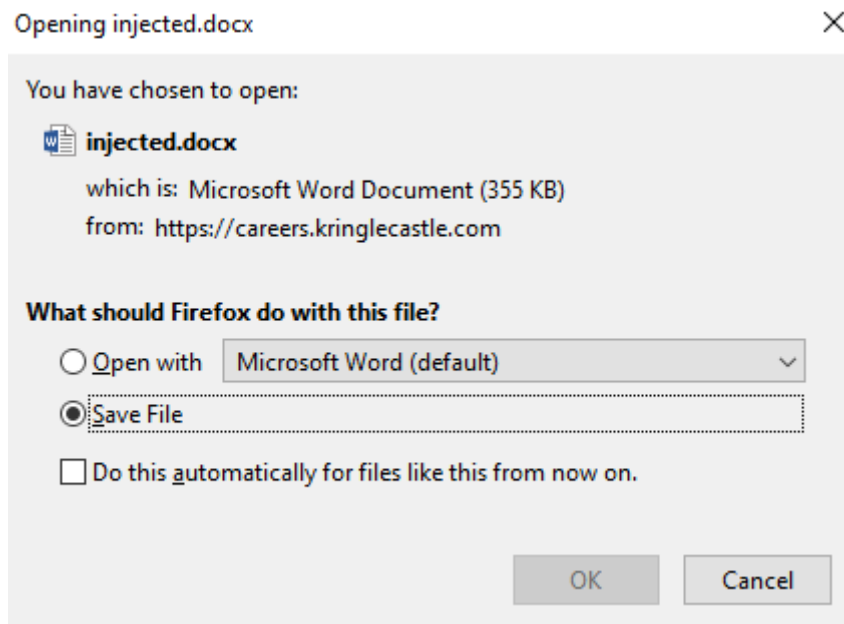 Opening injected.docx
You have chosen to open:
injected.docx
which is: Microsoft Word Document (355 KB)
from: https://careers.kringlecastle.com
What should Firefox do with this file?
Open with Microsoft Word (default)
Save File
Do this automatically for files like this from now on.
OK Cancel